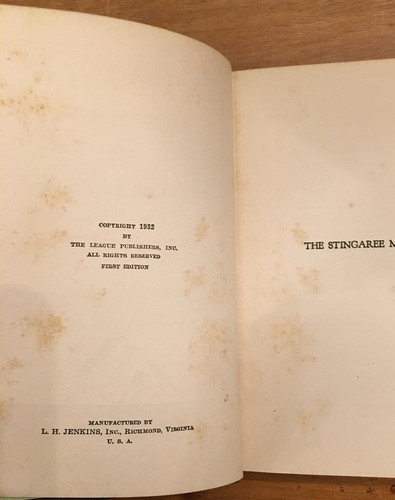 COPYRIGHT 1932
BY
THE LEAGUE PUBLISHERS, INC.
ALL RIGHTS RESERVED
FIRST EDITION
MANUFACTURED BY
L. H. JENKINS, INC., RICHMOND, VIRGINIA
U. S. A.
THE STINGAREE M